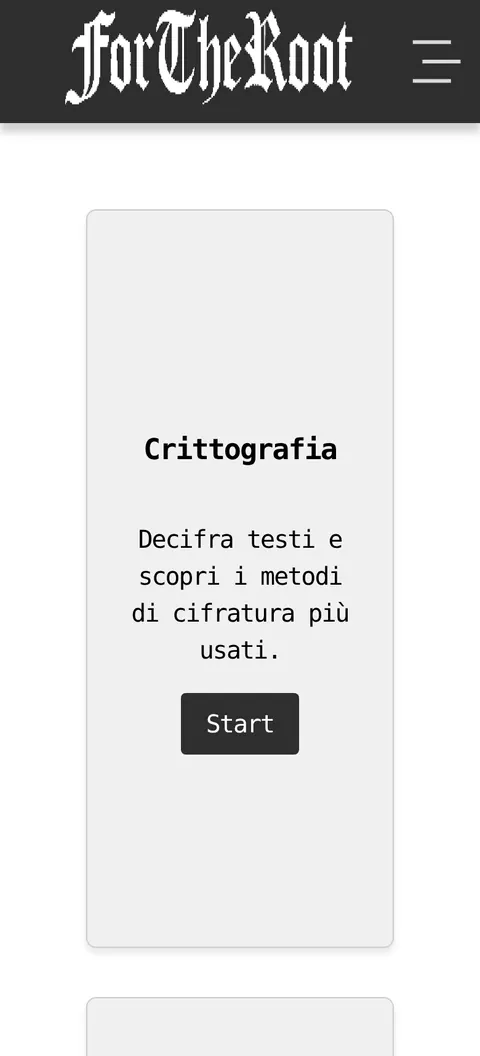 ForTheRoot
Crittografia
Decifra testi e
scopri i metodi
di cifratura più
usati.
Start